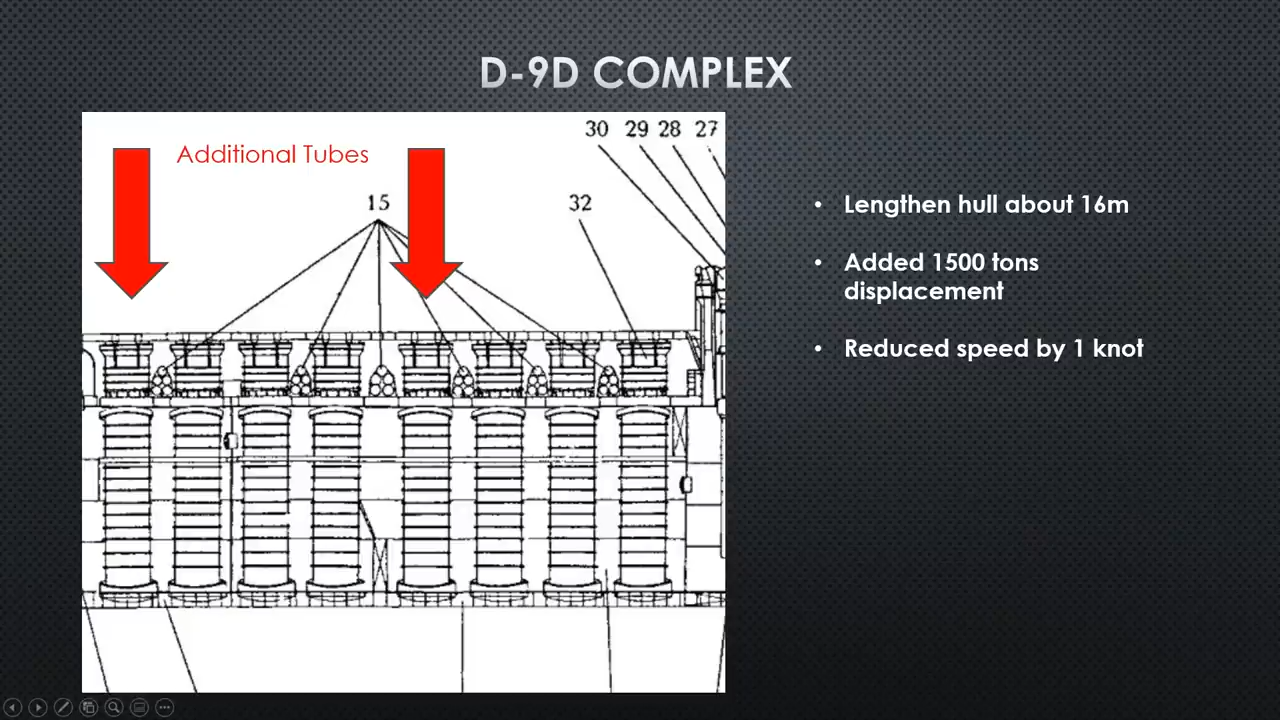 D-9D COMPLEX
30 29 28 27
Additional Tubes
15
32
• Lengthen hull about 16m
• Added 1500 tons
displacement
• Reduced speed by 1 knot